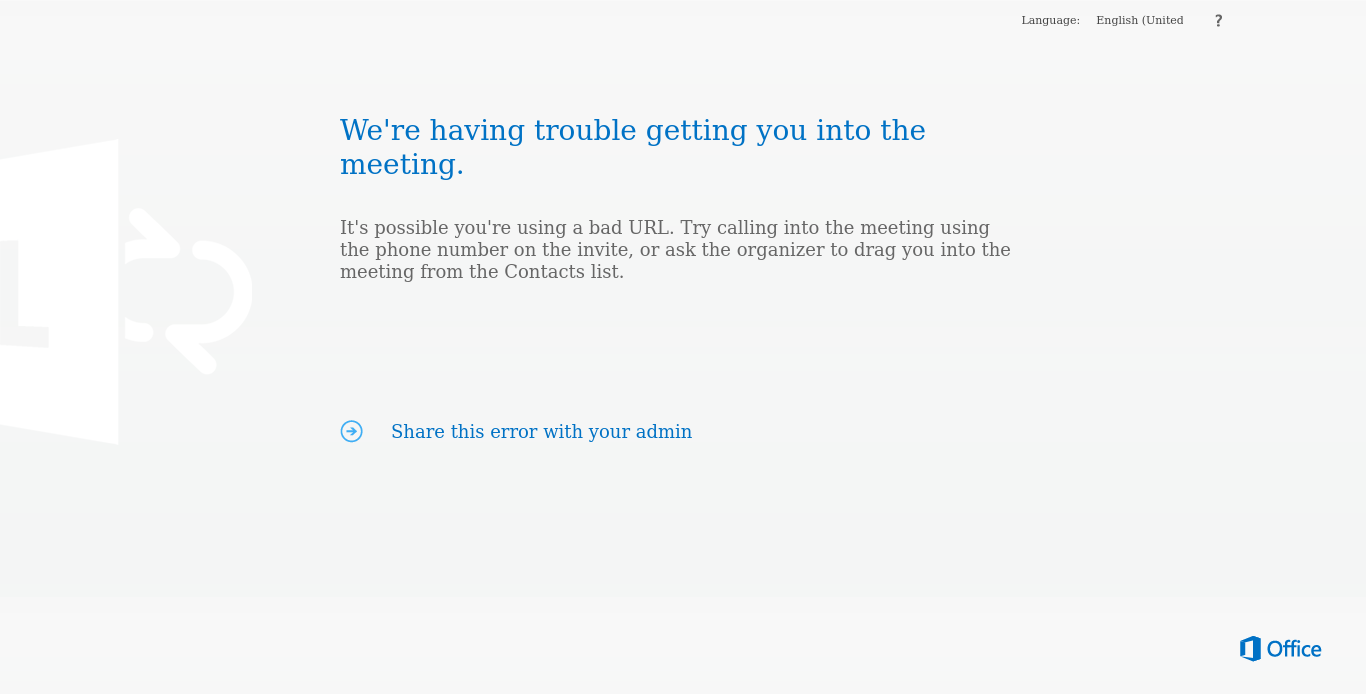 Language: English (United ?
We're having trouble getting you into the
meeting.
It's possible you're using a bad URL. Try calling into the meeting using
the phone number on the invite, or ask the organizer to drag you into the
meeting from the Contacts list.
Share this error with your admin
Office